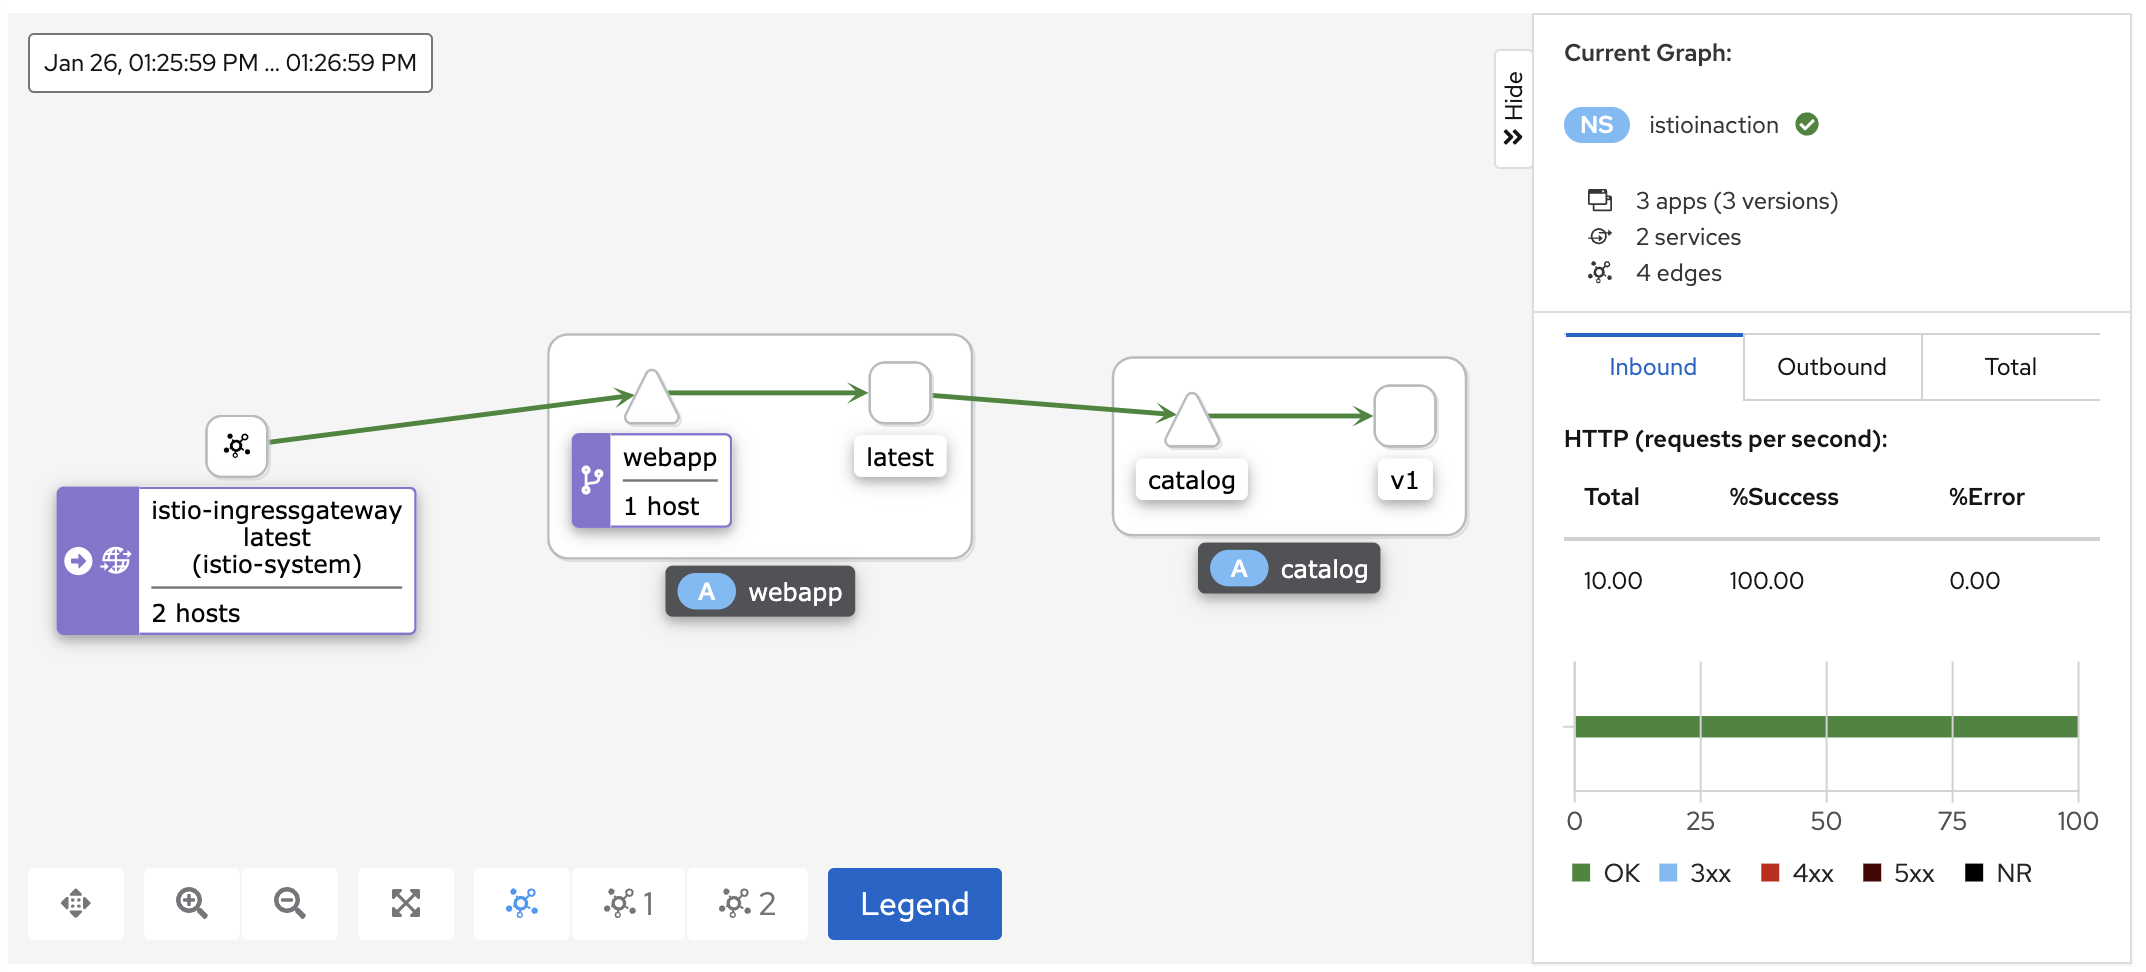 Jan 26, 01:25:59 PM ... 01:26:59 PM
Hide
Current Graph:
NS istioinaction
3 apps (3 versions)
2 services
4 edges
Inbound Outbound Total
HTTP (requests per second):
Total %Success %Error
10.00 100.00 0.00
0 25 50 75 100
OK 3xx 4xx 5xx NR
istio-ingressgateway
latest
(istio-system)
2 hosts
webapp
1 host
latest
A webapp
catalog
v1
A catalog
1
2
Legend